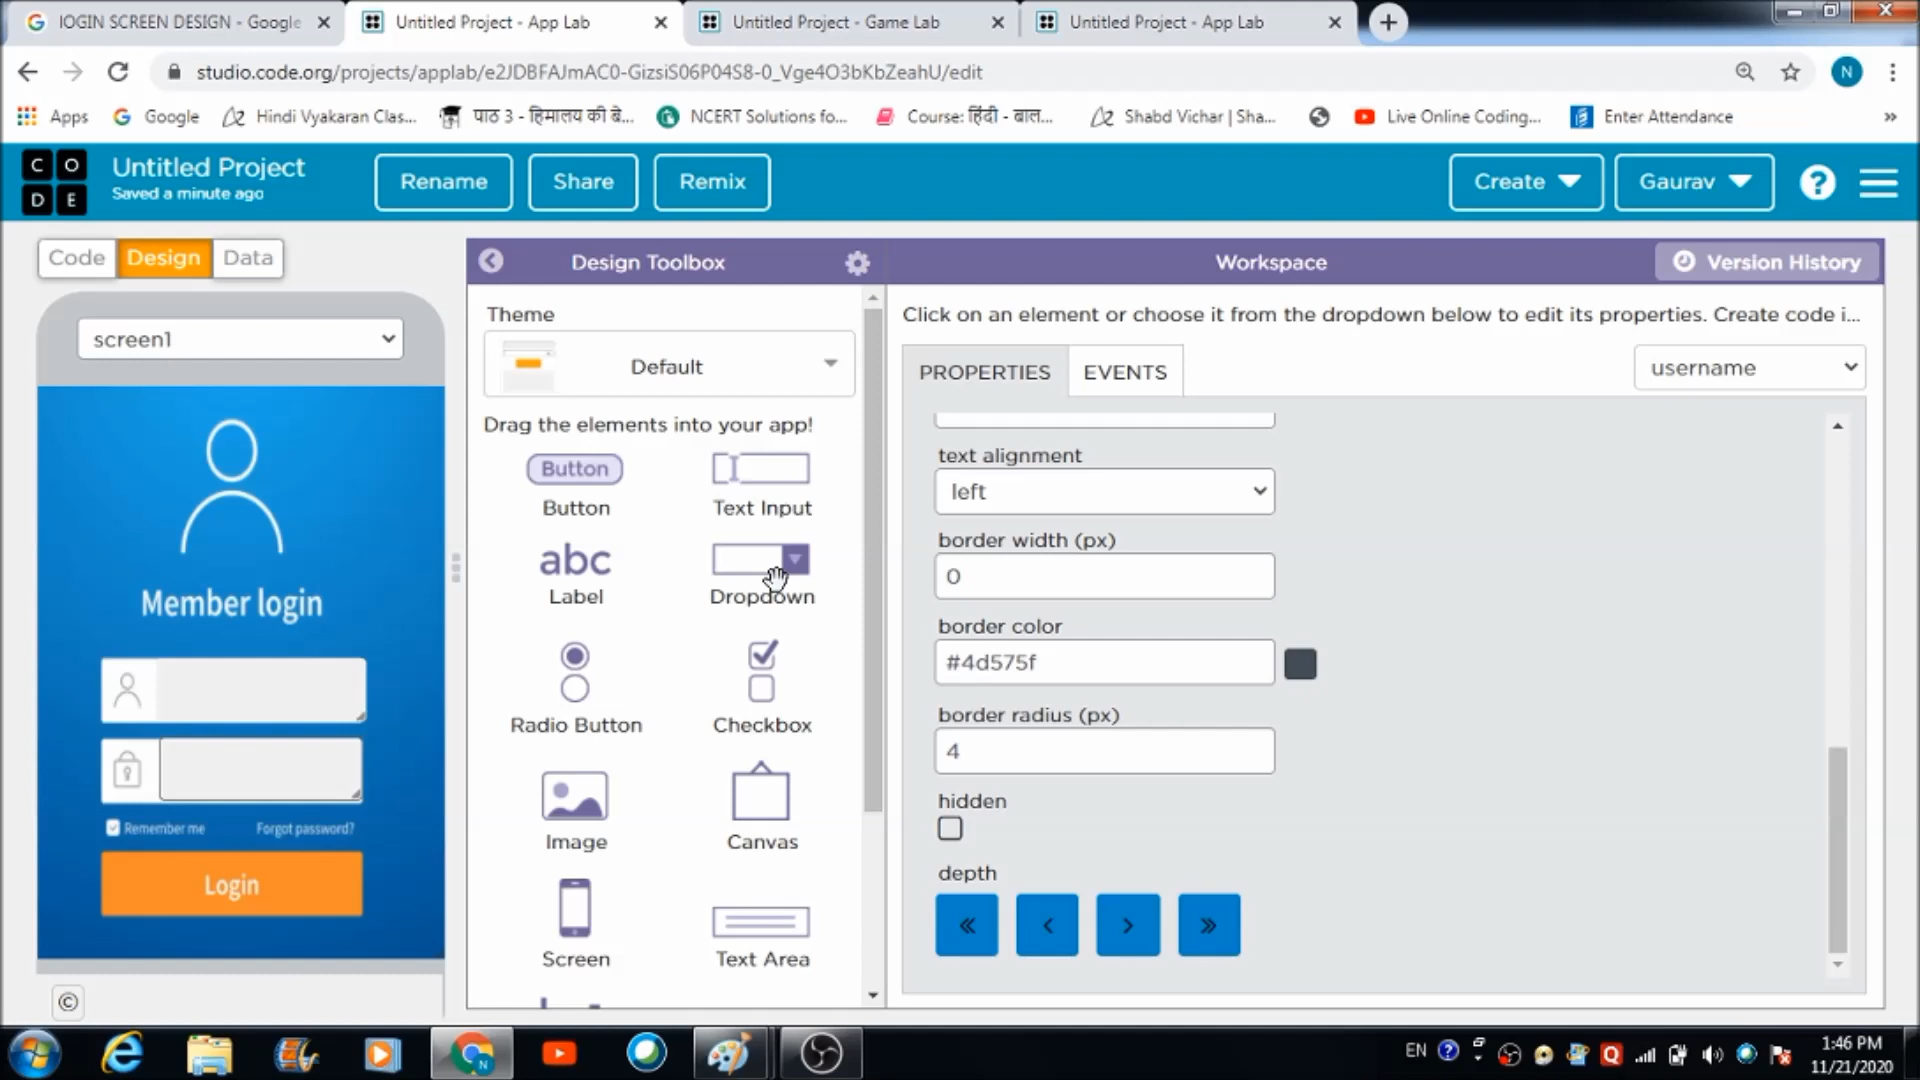 IOGIN SCREEN DESIGN - Google
Untitled Project - App Lab
Untitled Project - Game Lab
Untitled Project - App Lab
studio.code.org/projects/applab/e2JDBFAJmAC0-GizsiS06P04S8-0_Vge4O3bKbZeahU/edit
N
Apps
Google
Hindi Vyakaran Clas...
पाठ 3 - हिमालय की बे...
NCERT Solutions fo...
Course: हिंदी - बाल...
Shabd Vichar | Sha...
Live Online Coding...
Enter Attendance
»
C O
D E
Untitled Project
Saved a minute ago
Rename
Share
Remix
Create
Gaurav
?
Code
Design
Data
screen1
Member login
Remember me
Forgot password?
Login
©
Design Toolbox
Theme
Default
Drag the elements into your app!
Button
Button
Text Input
abc
Label
Dropdown
Radio Button
Checkbox
Image
Canvas
Screen
Text Area
Workspace
Version History
Click on an element or choose it from the dropdown below to edit its properties. Create code i...
PROPERTIES
EVENTS
username
text alignment
left
border width (px)
0
border color
#4d575f
border radius (px)
4
hidden
depth
«
‹
›
»
EN
1:46 PM
11/21/2020